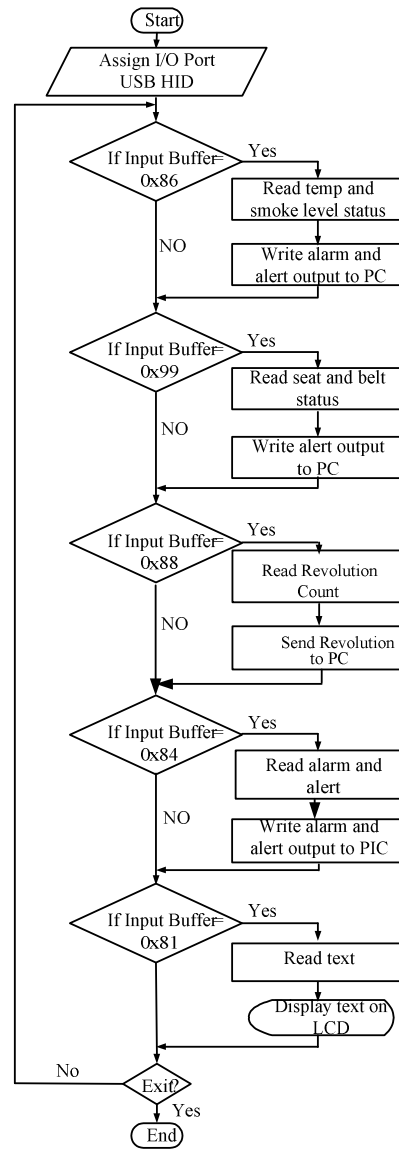 Start
Assign I/O Port
USB HID
If Input Buffer=
0x86
Yes
Read temp and
smoke level status
NO
Write alarm and
alert output to PC
If Input Buffer=
0x99
Yes
Read seat and belt
status
NO
Write alert output
to PC
If Input Buffer=
0x88
Yes
Read Revolution
Count
NO
Send Revolution
to PC
If Input Buffer=
0x84
Yes
Read alarm and
alert
NO
Write alarm and
alert output to PIC
If Input Buffer=
0x81
Yes
Read text
Display text on
LCD
No
Exit?
Yes
End